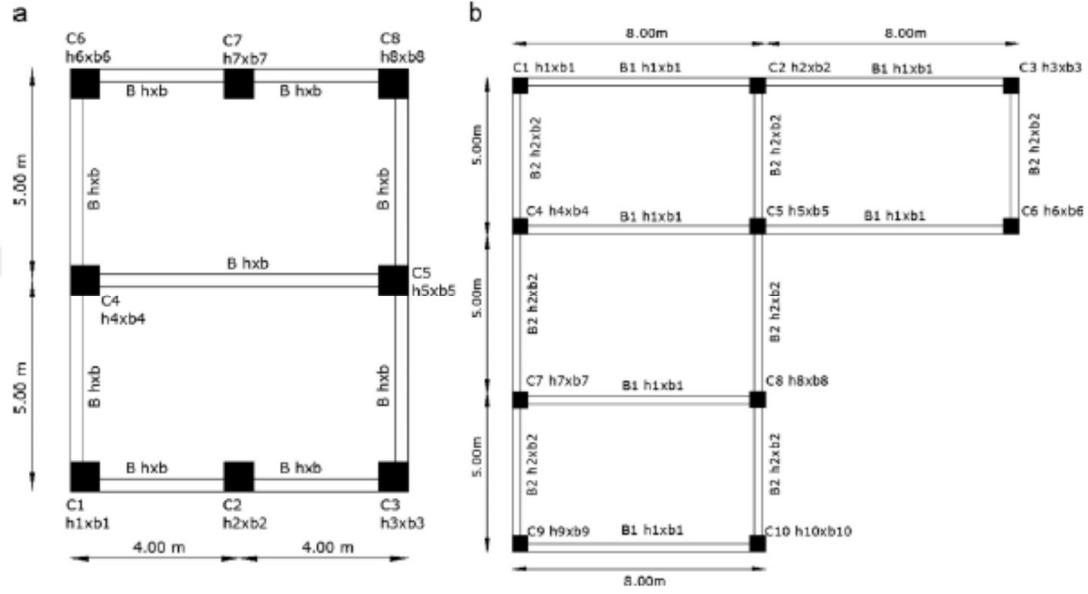 a
C6
h6xb6
C7
h7xb7
C8
h8xb8
B hxb
B hxb
5.00 m
B hxb
B hxb
B hxb
C4
h4xb4
C5
h5xb5
5.00 m
B hxb
B hxb
B hxb
B hxb
C1
h1xb1
C2
h2xb2
C3
h3xb3
4.00 m
4.00 m
b
8.00m
8.00m
C1 h1xb1
B1 h1xb1
C2 h2xb2
B1 h1xb1
C3 h3xb3
5.00m
B2 h2xb2
B2 h2xb2
B2 h2xb2
C4 h4xb4
B1 h1xb1
C5 h5xb5
B1 h1xb1
C6 h6xb6
5.00m
B2 h2xb2
B2 h2xb2
C7 h7xb7
B1 h1xb1
C8 h8xb8
5.00m
B2 h2xb2
B2 h2xb2
C9 h9xb9
B1 h1xb1
C10 h10xb10
8.00m